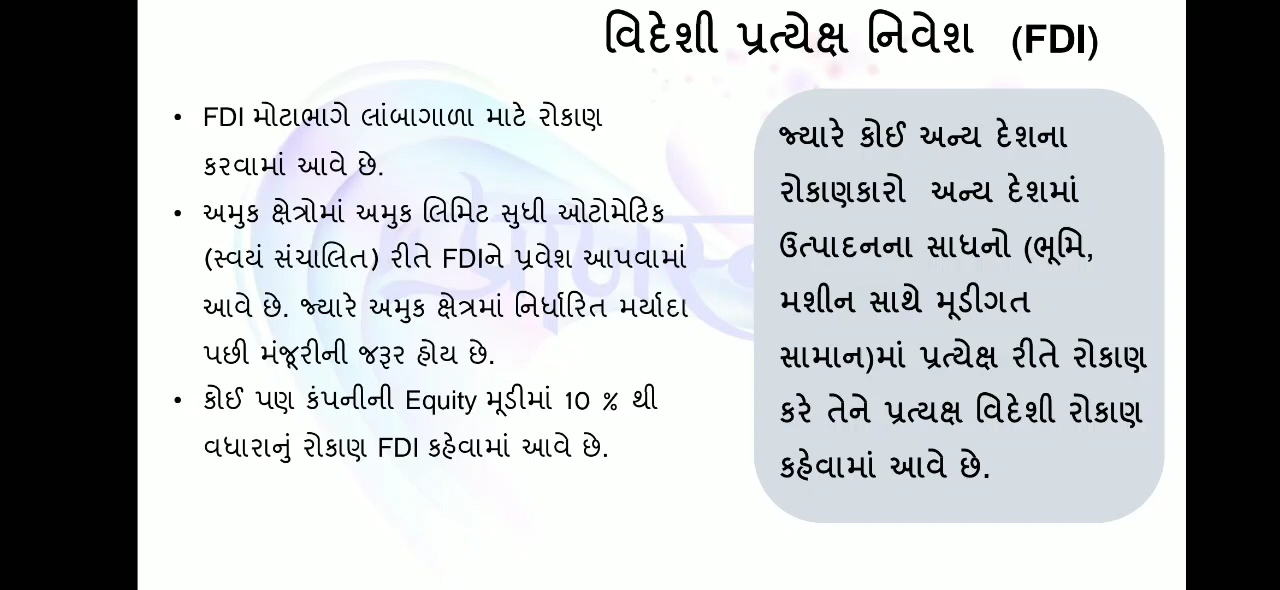 વિદેશી પ્રત્યેક્ષ નિવેશ (FDI)
• FDI મોટાભાગે લાંબાગાળા માટે રોકાણ
કરવામાં આવે છે.
• અમુક ક્ષેત્રોમાં અમુક લિમિટ સુધી ઓટોમેટિક
(સ્વયં સંચાલિત) રીતે FDIને પ્રવેશ આપવામાં
આવે છે. જ્યારે અમુક ક્ષેત્રમાં નિર્ધારિત મર્યાદા
પછી મંજૂરીની જરૂર હોય છે.
• કોઈ પણ કંપનીની Equity મૂડીમાં 10 % થી
વધારાનું રોકાણ FDI કહેવામાં આવે છે.
જ્યારે કોઈ અન્ય દેશના
રોકાણકારો અન્ય દેશમાં
ઉત્પાદનના સાધનો (ભૂમિ,
મશીન સાથે મૂડીગત
સામાન)માં પ્રત્યેક્ષ રીતે રોકાણ
કરે તેને પ્રત્યક્ષ વિદેશી રોકાણ
કહેવામાં આવે છે.